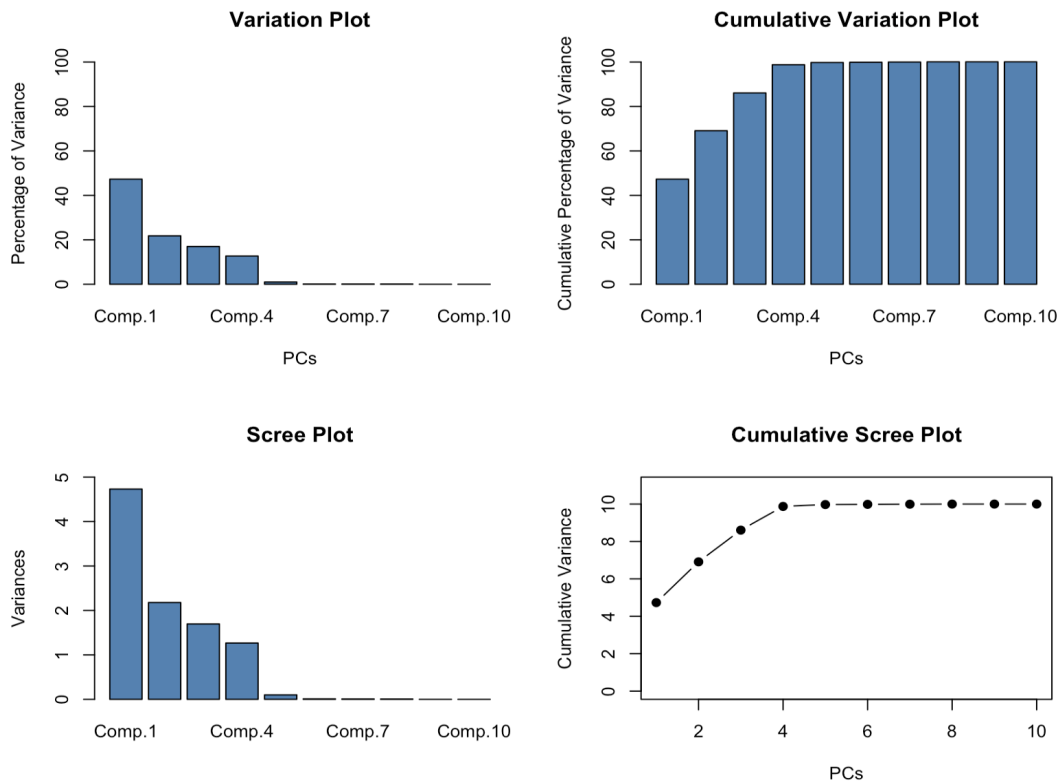 Variation Plot
Percentage of Variance
0 20 40 60 80 100
Comp.1 Comp.4 Comp.7 Comp.10
PCs
Cumulative Variation Plot
Cumulative Percentage of Variance
0 20 40 60 80 100
Comp.1 Comp.4 Comp.7 Comp.10
PCs
Scree Plot
Variances
0 1 2 3 4 5
Comp.1 Comp.4 Comp.7 Comp.10
Cumulative Scree Plot
Cumulative Variance
0 2 4 6 8 10
2 4 6 8 10
PCs